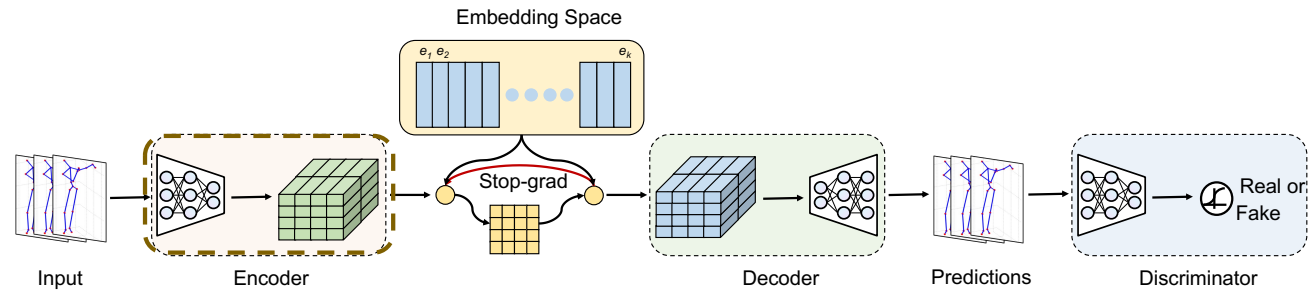 Embedding Space
e1 e2 ek
Stop-grad
Real or
Fake
Input
Encoder
Decoder
Predictions
Discriminator